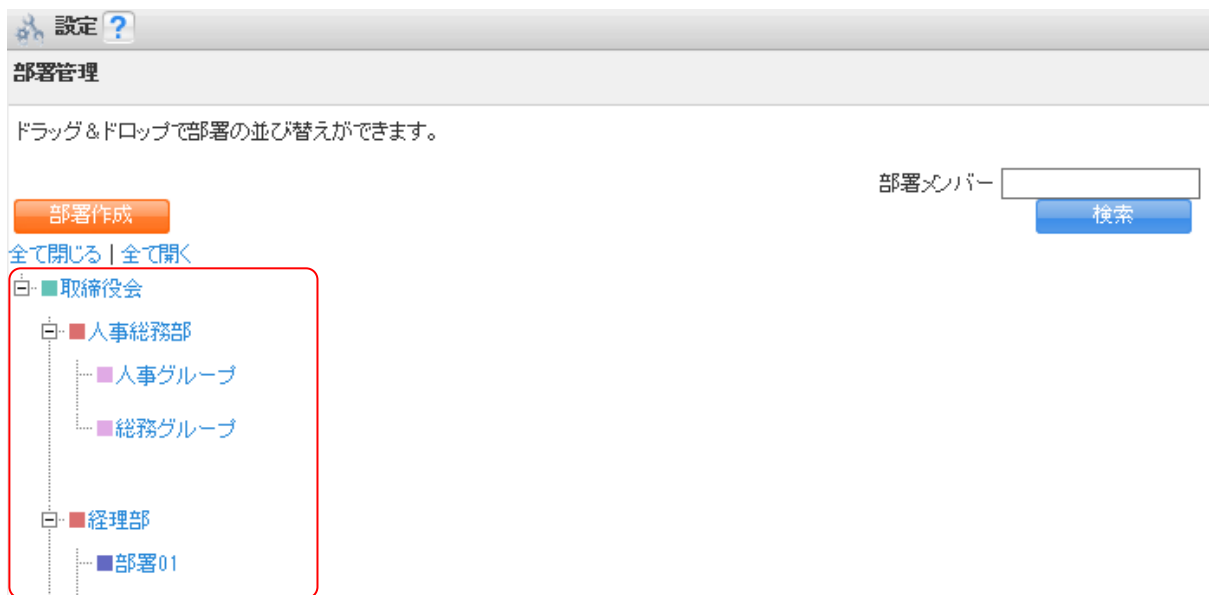 設定 ?
部署管理
ドラッグ&ドロップで部署の並び替えができます。
部署メンバー
部署作成
検索
全て閉じる | 全て開く
取締役会
人事総務部
人事グループ
総務グループ
経理部
部署01